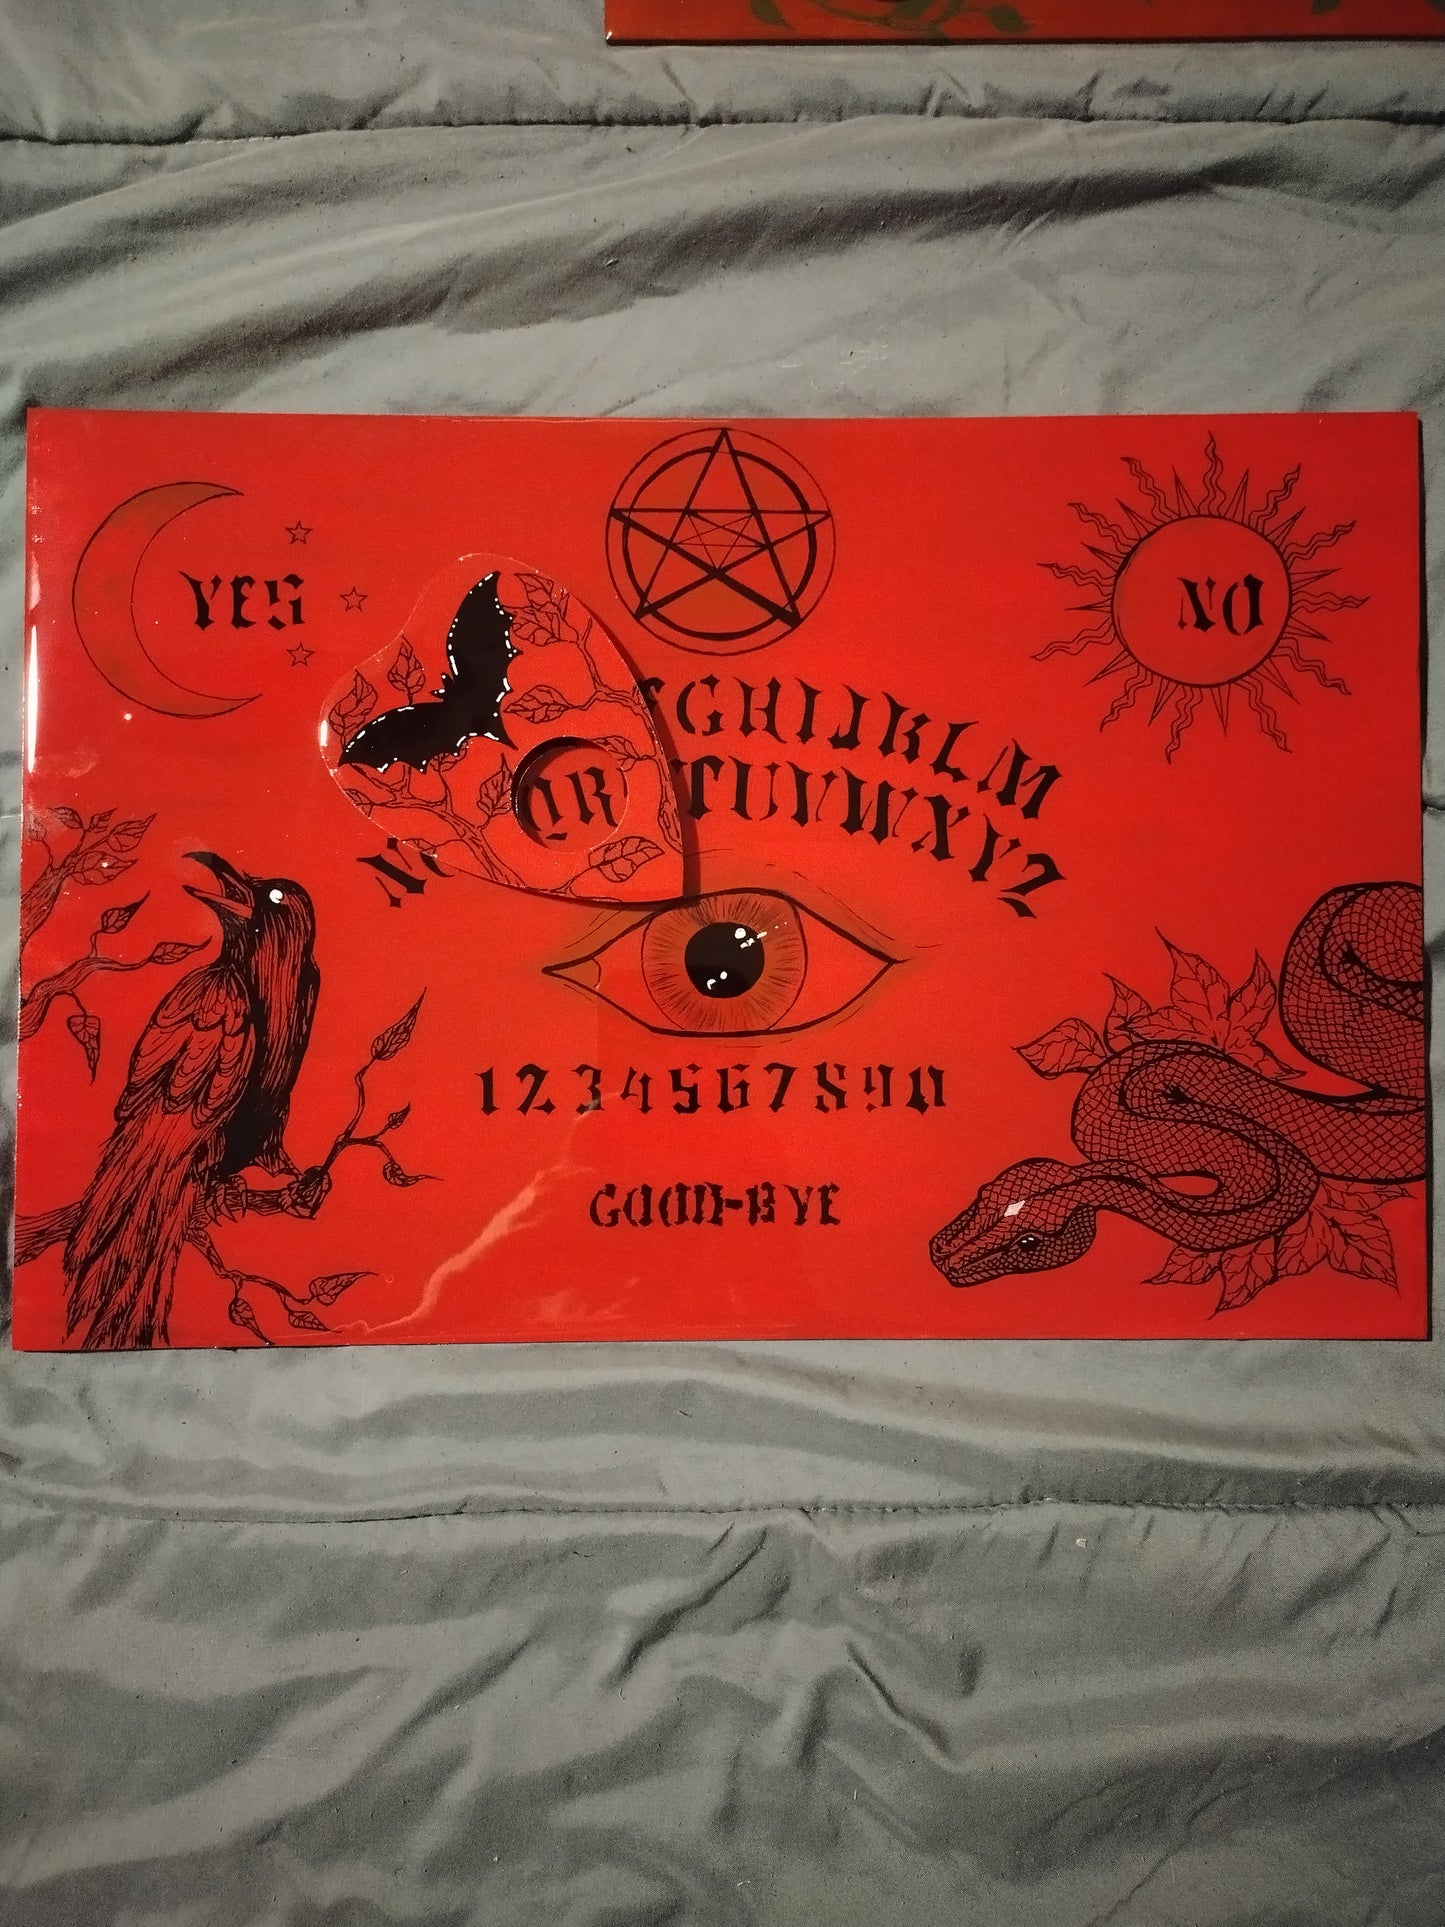 YES
NO
GHIJKLM
N QR TUVWXYZ
1234567890
GOOD-BYE